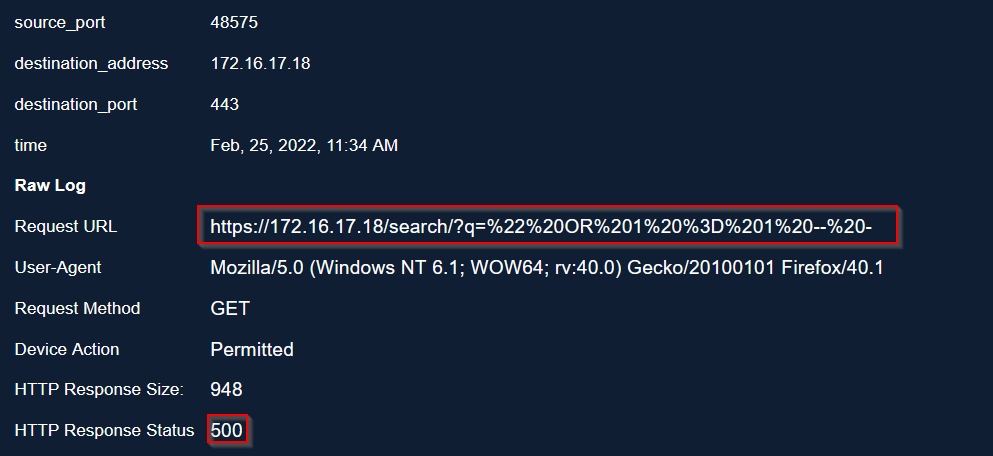 source_port 48575
destination_address 172.16.17.18
destination_port 443
time Feb, 25, 2022, 11:34 AM
Raw Log
Request URL https://172.16.17.18/search/?q=%22%20OR%201%20%3D%201%20--%20-
User-Agent Mozilla/5.0 (Windows NT 6.1; WOW64; rv:40.0) Gecko/20100101 Firefox/40.1
Request Method GET
Device Action Permitted
HTTP Response Size: 948
HTTP Response Status 500